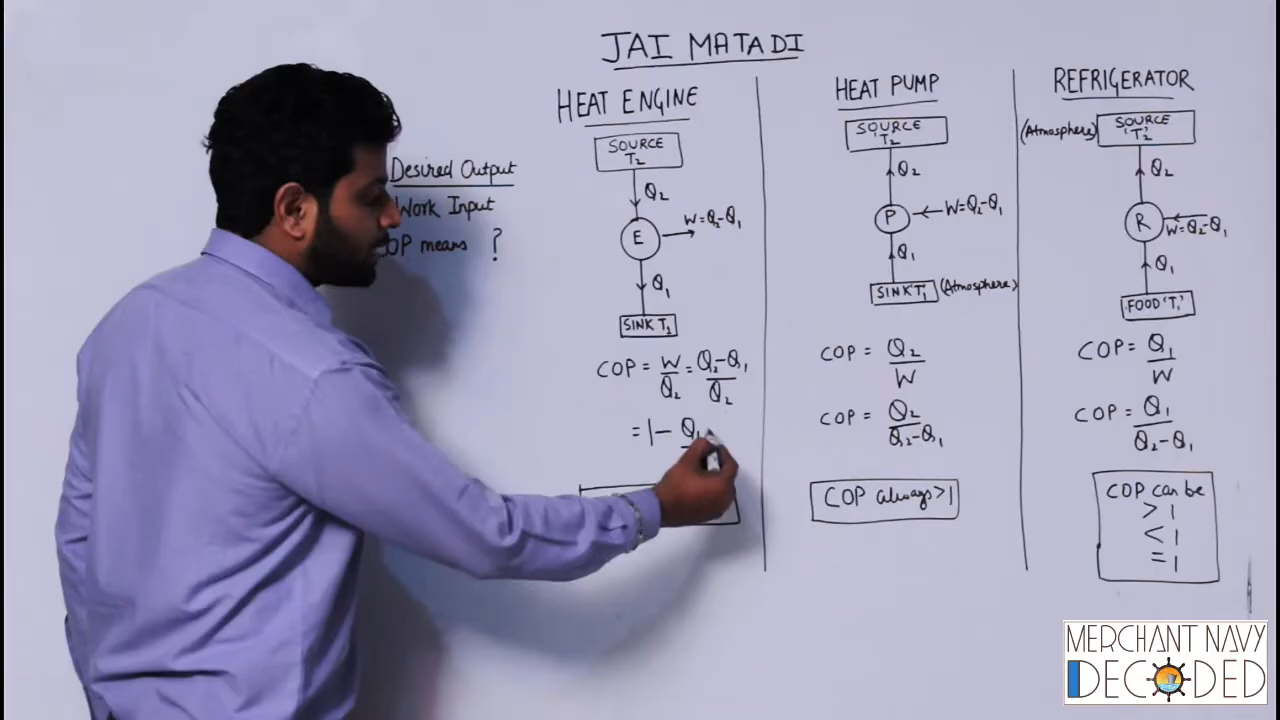 JAI MATA DI
Desired Output
Work Input
OP means ?
HEAT ENGINE
SOURCE
T₂
Q₂
E
W=Q₂-Q₁
Q₁
SINK T₁
COP = W/Q₂ = Q₂-Q₁/Q₂
= 1- Q₁
HEAT PUMP
SOURCE
'T₂'
Q₂
P
W=Q₂-Q₁
Q₁
SINK T₁ (Atmosphere)
COP = Q₂/W
COP = Q₂/Q₂-Q₁
COP always >1
REFRIGERATOR
(Atmosphere) SOURCE
'T₂'
Q₂
R
W=Q₂-Q₁
Q₁
FOOD 'T₁'
COP = Q₁/W
COP = Q₁/Q₂-Q₁
COP can be
> 1
< 1
= 1
MERCHANT NAVY
DECODED